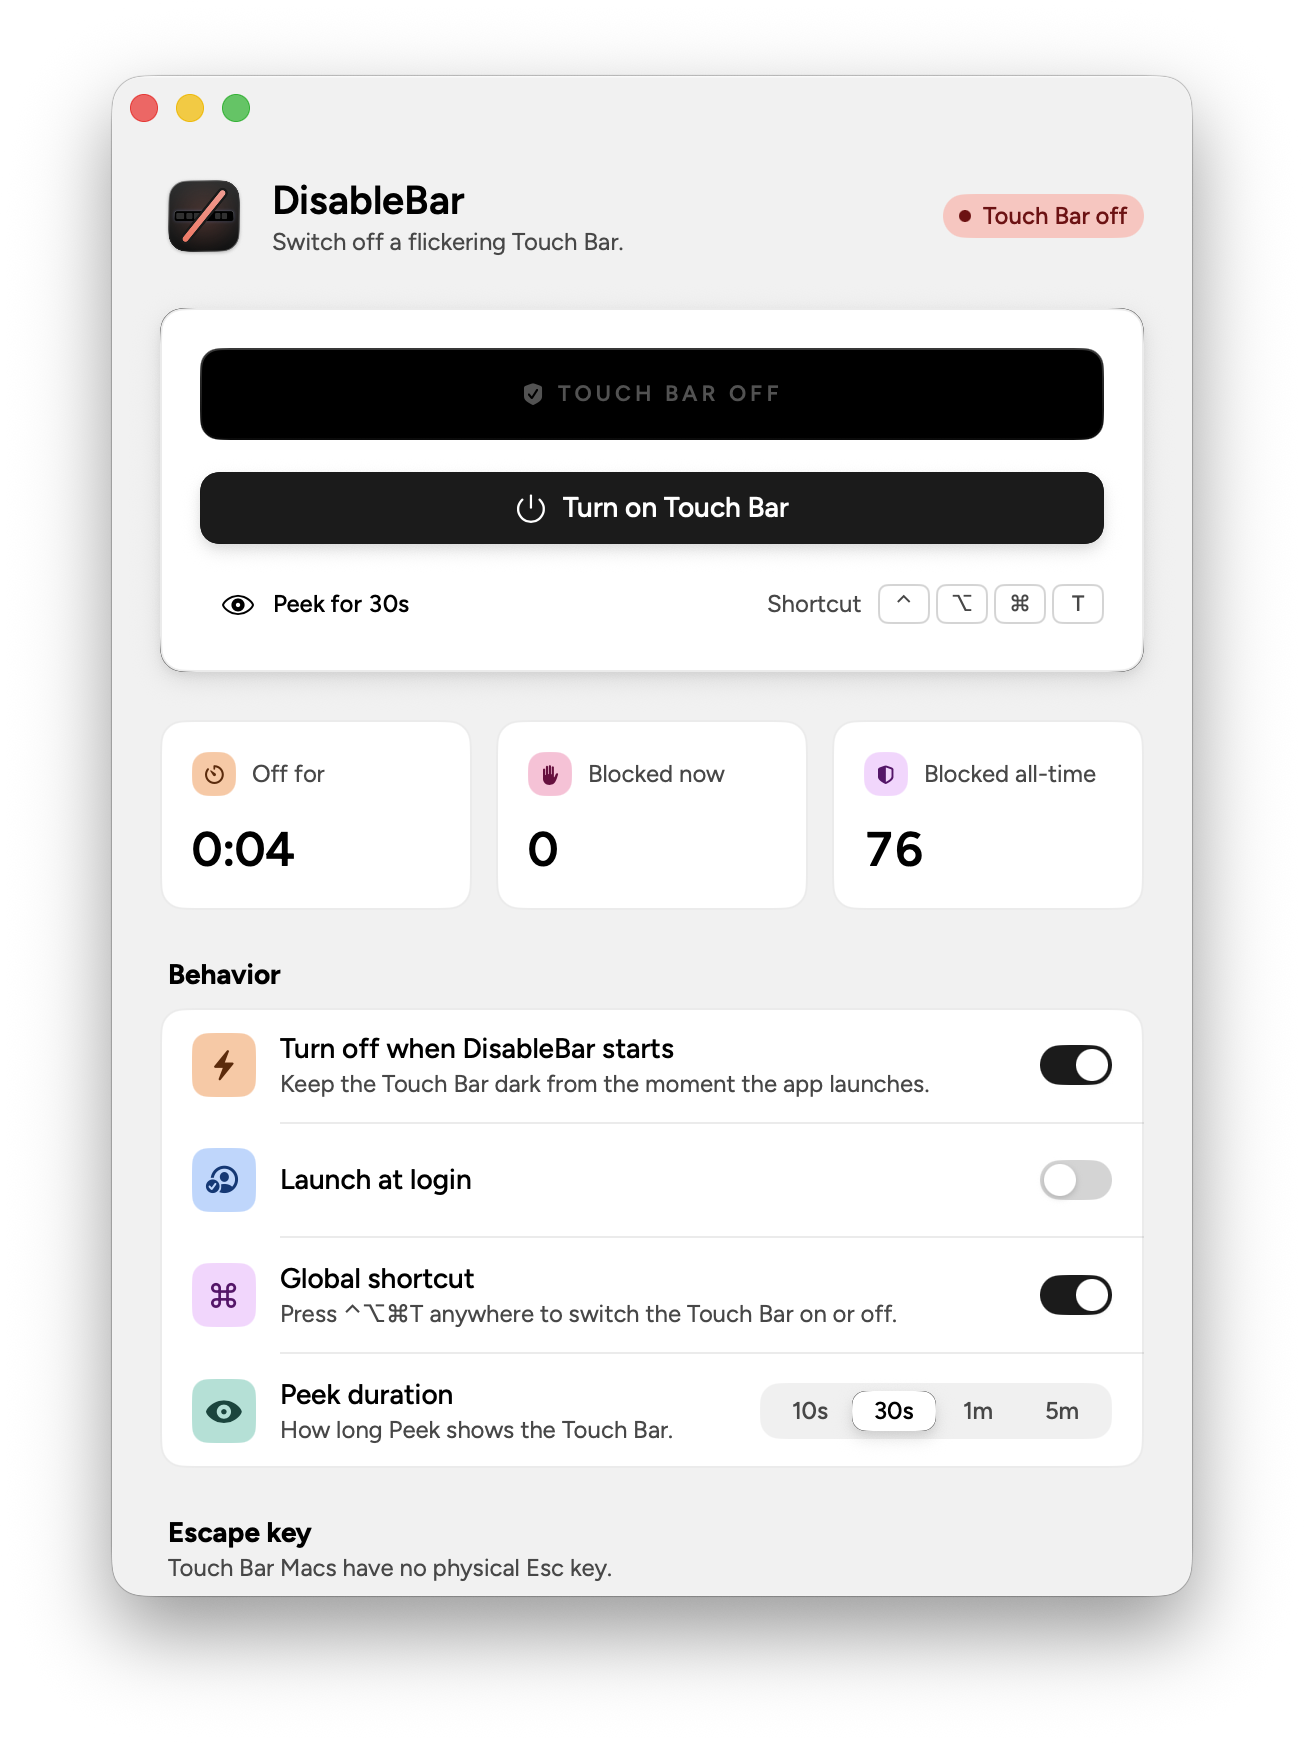 DisableBar
Switch off a flickering Touch Bar.
Touch Bar off
TOUCH BAR OFF
Turn on Touch Bar
Peek for 30s
Shortcut ⌃ ⌥ ⌘ T
Off for
0:04
Blocked now
0
Blocked all-time
76
Behavior
Turn off when DisableBar starts
Keep the Touch Bar dark from the moment the app launches.
Launch at login
Global shortcut
Press ⌃⌥⌘T anywhere to switch the Touch Bar on or off.
Peek duration
How long Peek shows the Touch Bar.
10s 30s 1m 5m
Escape key
Touch Bar Macs have no physical Esc key.